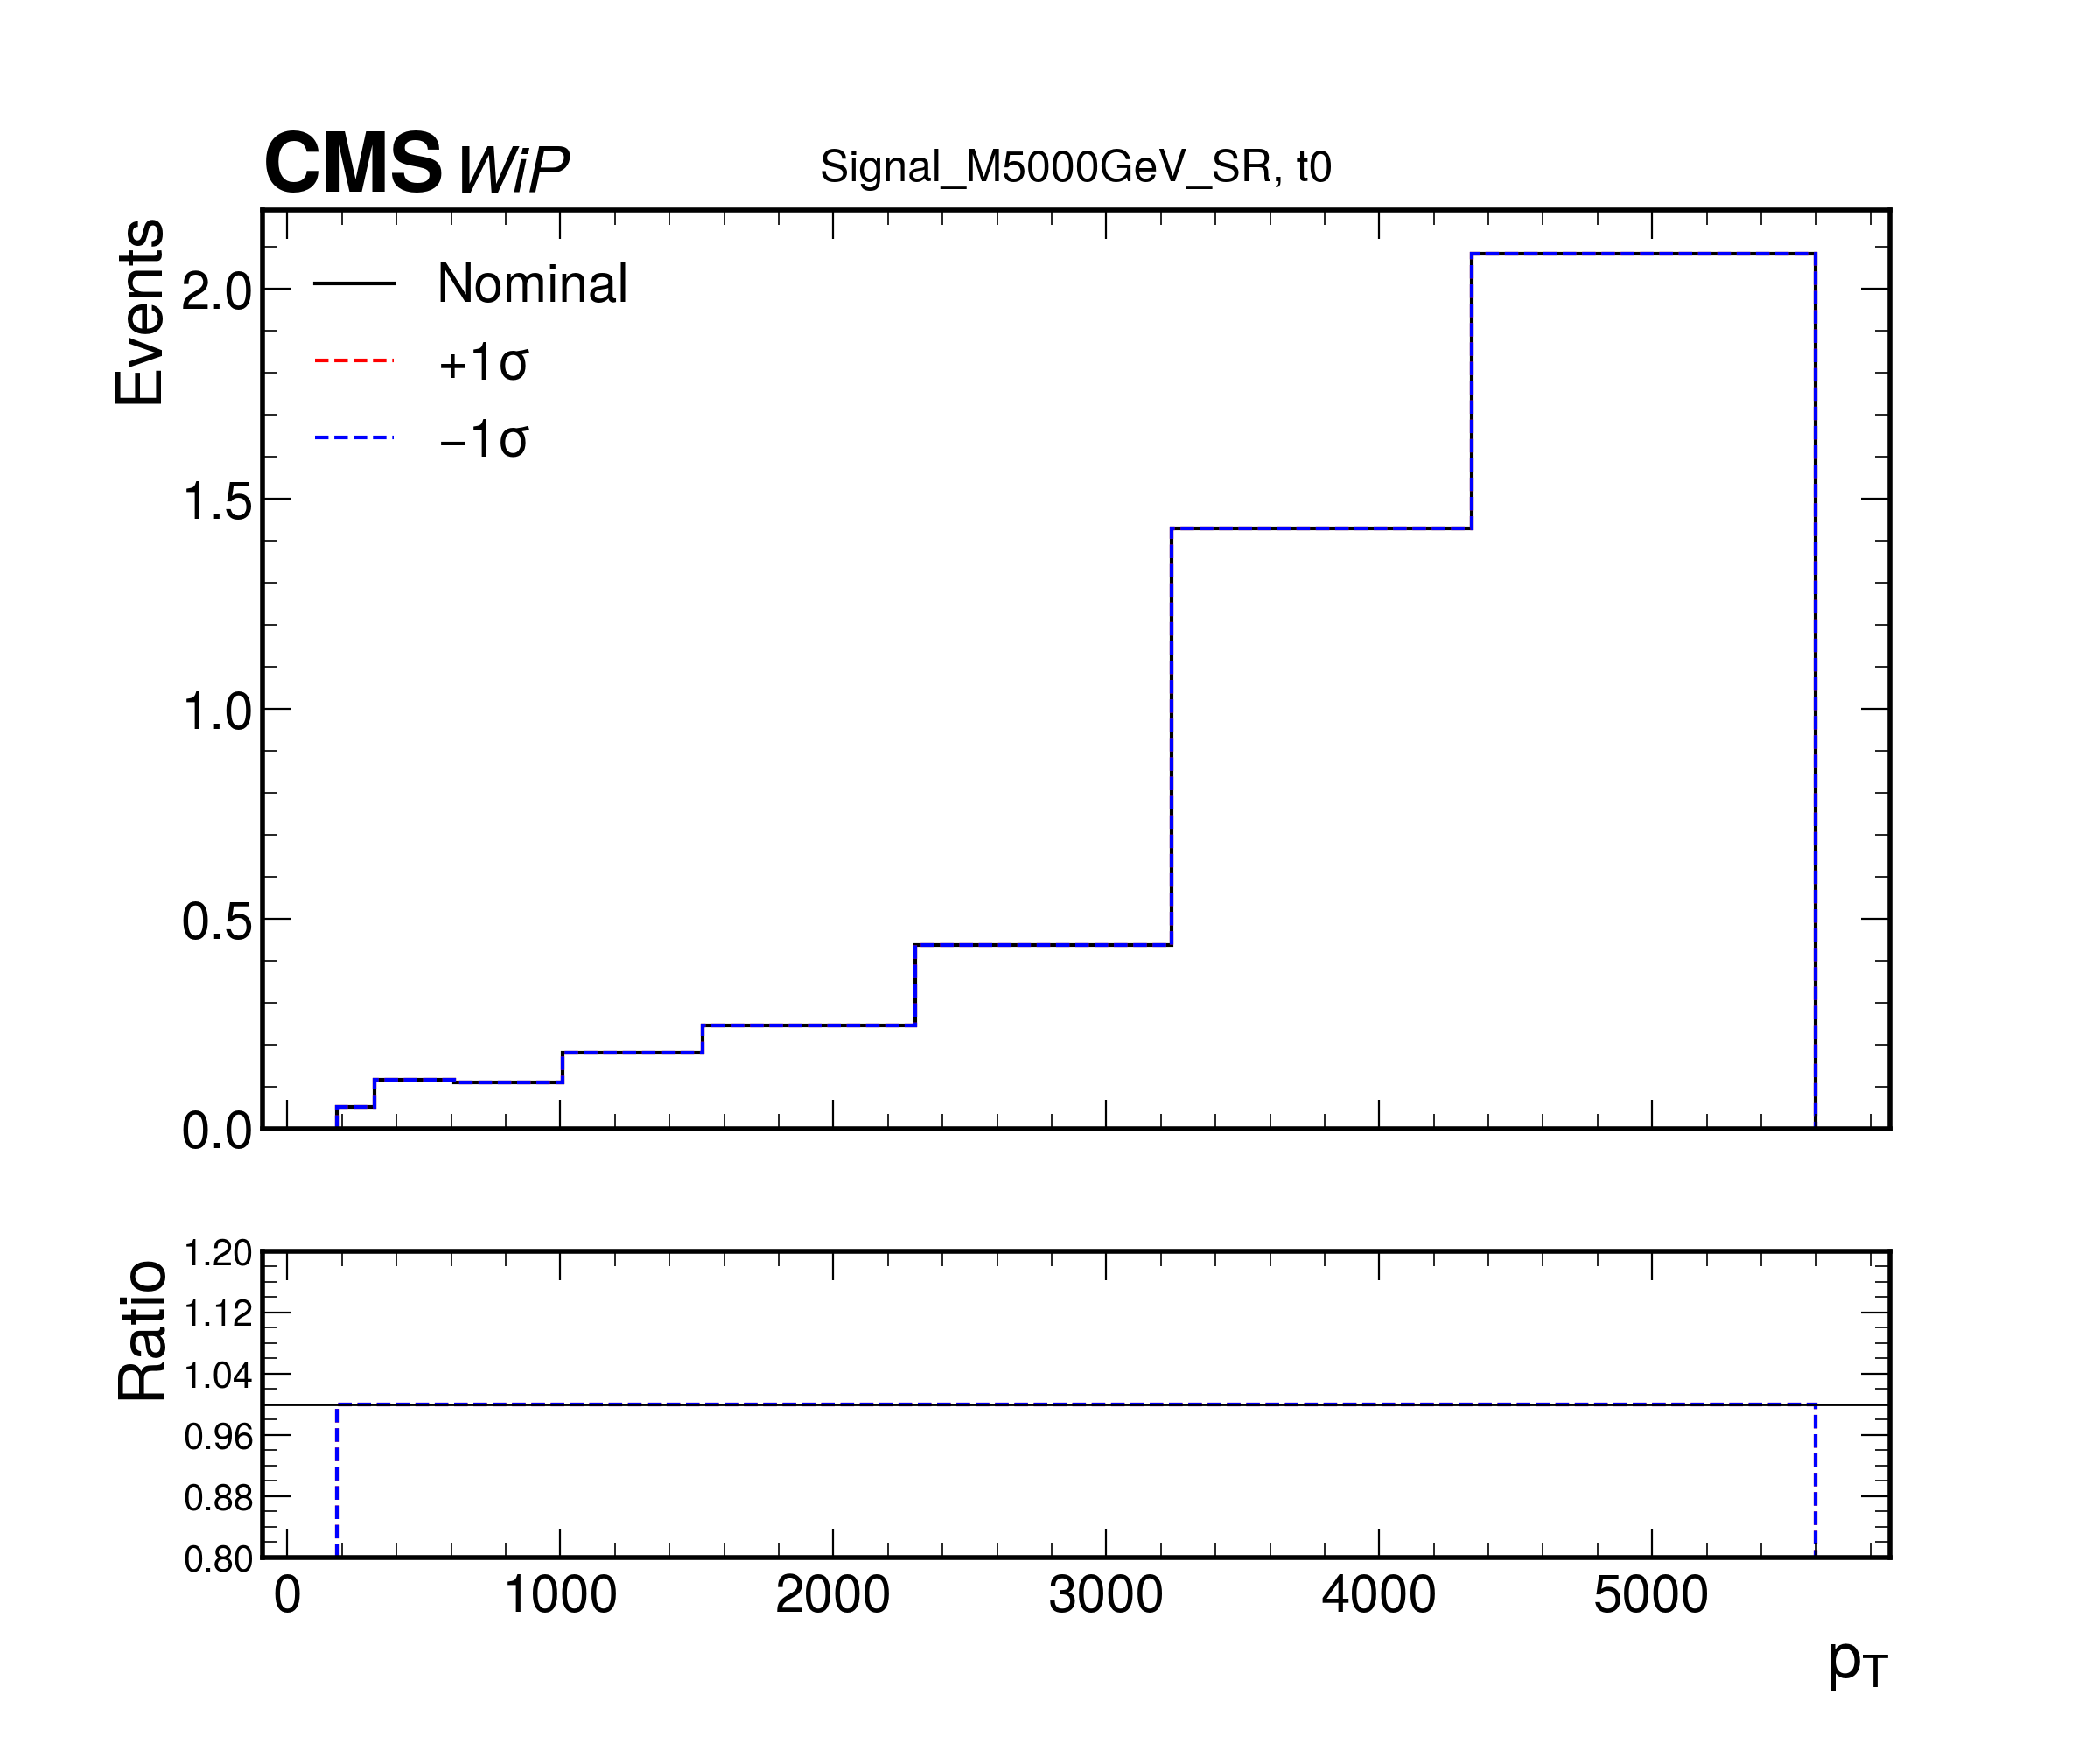 CMS WiP Signal_M5000GeV_SR, t0
Events
2.0
1.5
1.0
0.5
0.0
Nominal
+1σ
−1σ
Ratio
1.20
1.12
1.04
0.96
0.88
0.80
0 1000 2000 3000 4000 5000
pT